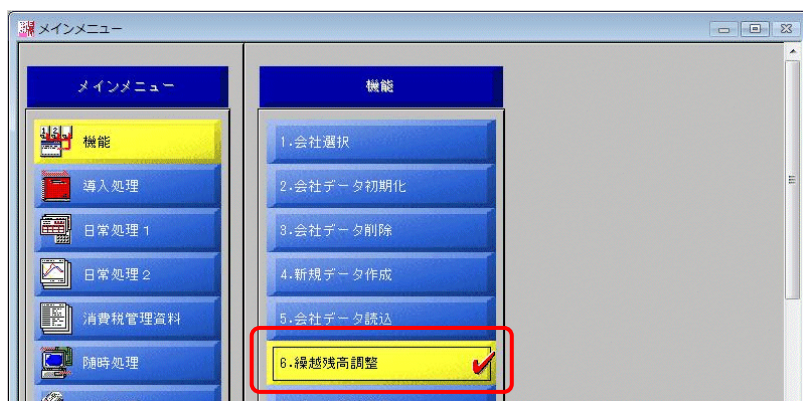 メインメニュー
メインメニュー
機能
導入処理
日常処理１
日常処理２
消費税管理資料
随時処理
機能
1.会社選択
2.会社データ初期化
3.会社データ削除
4.新規データ作成
5.会社データ読込
6.繰越残高調整